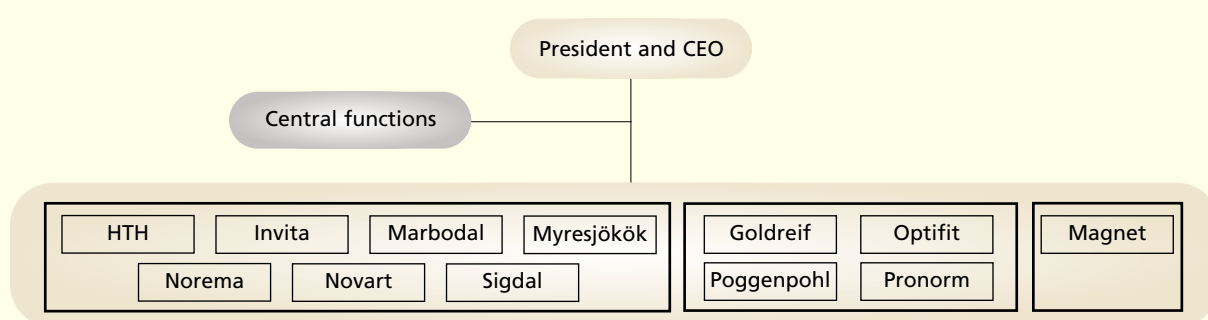 President and CEO
Central functions
HTH
Invita
Marbodal
Myresjökök
Norema
Novart
Sigdal
Goldreif
Optifit
Poggenpohl
Pronorm
Magnet